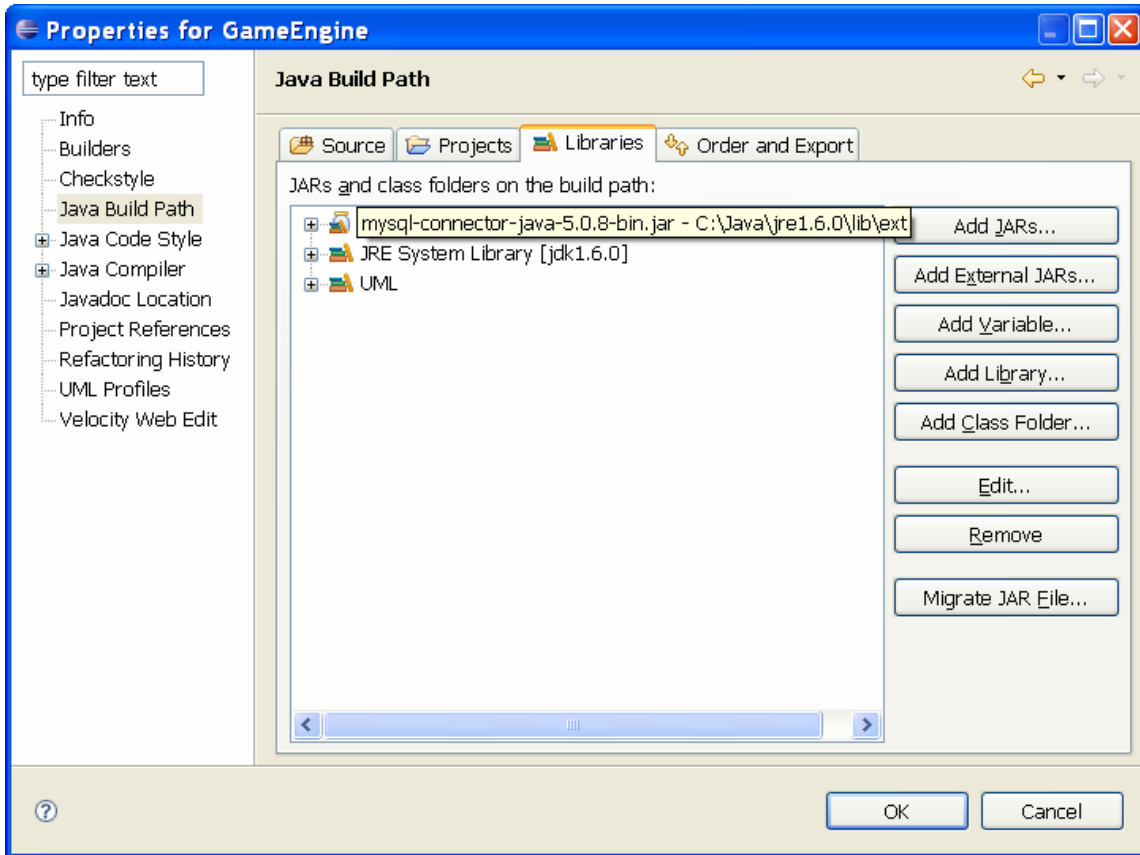 Properties for GameEngine
type filter text
Info
Builders
Checkstyle
Java Build Path
Java Code Style
Java Compiler
Javadoc Location
Project References
Refactoring History
UML Profiles
Velocity Web Edit
Java Build Path
Source
Projects
Libraries
Order and Export
JARs and class folders on the build path:
mysql-connector-java-5.0.8-bin.jar - C:\Java\jre1.6.0\lib\ext
JRE System Library [jdk1.6.0]
UML
Add JARs...
Add External JARs...
Add Variable...
Add Library...
Add Class Folder...
Edit...
Remove
Migrate JAR File...
OK
Cancel